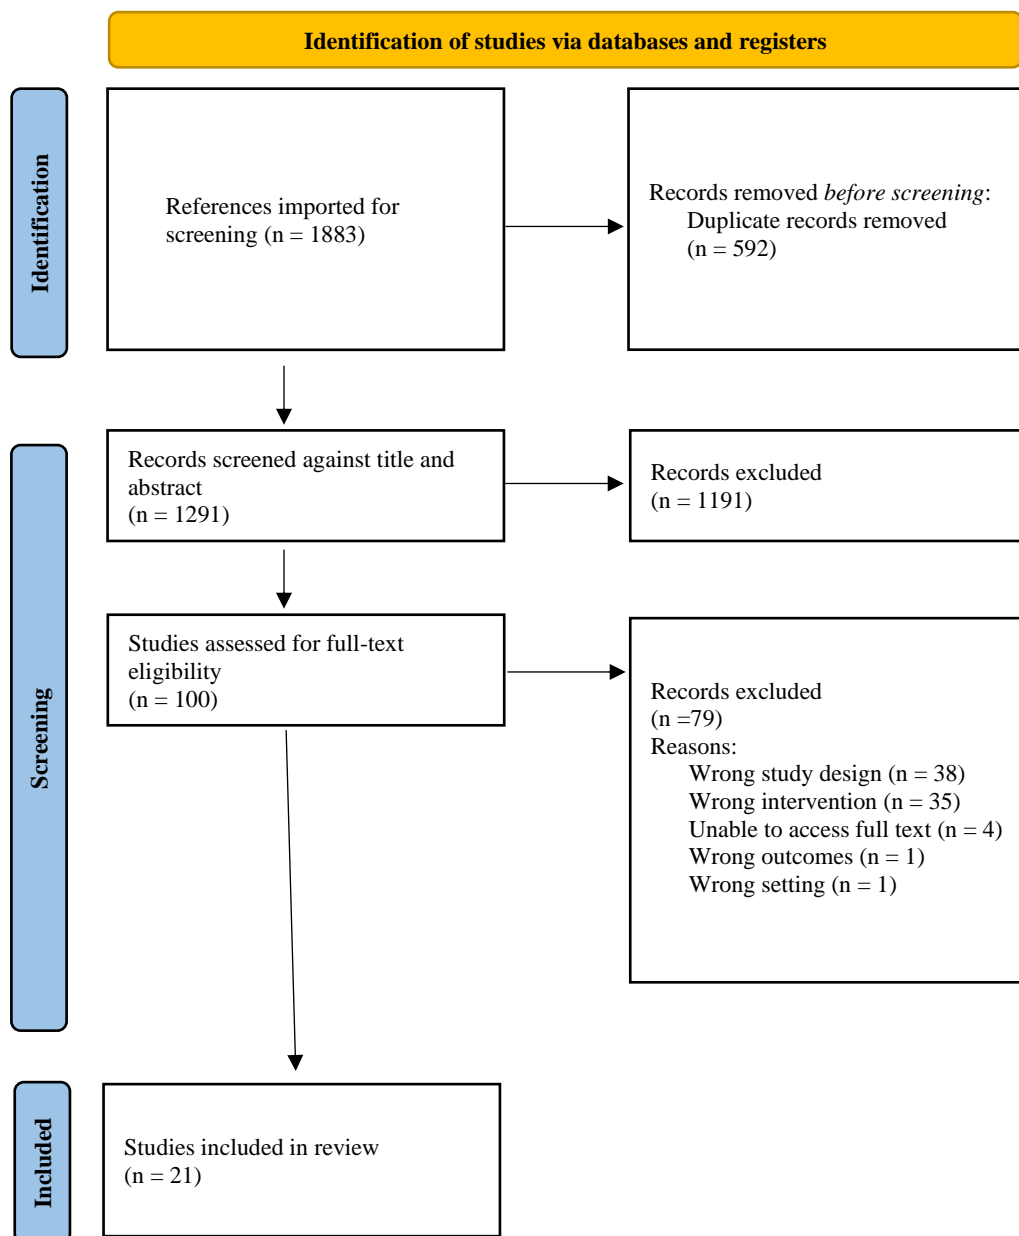 Identification of studies via databases and registers
Identification
References imported for
screening (n = 1883)
Records removed before screening:
Duplicate records removed
(n = 592)
Screening
Records screened against title and
abstract
(n = 1291)
Records excluded
(n = 1191)
Studies assessed for full-text
eligibility
(n = 100)
Records excluded
(n =79)
Reasons:
Wrong study design (n = 38)
Wrong intervention (n = 35)
Unable to access full text (n = 4)
Wrong outcomes (n = 1)
Wrong setting (n = 1)
Included
Studies included in review
(n = 21)